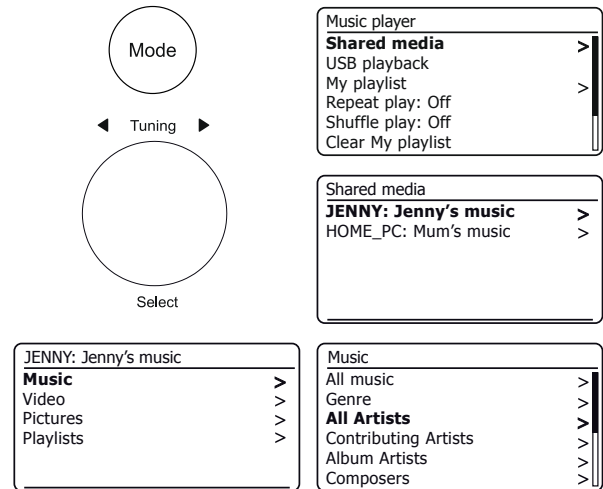 Mode
◄ Tuning ►
Select
Music player
Shared media >
USB playback
My playlist >
Repeat play: Off
Shuffle play: Off
Clear My playlist
Shared media
JENNY: Jenny's music >
HOME_PC: Mum's music >
JENNY: Jenny's music
Music >
Video >
Pictures >
Playlists >
Music
All music >
Genre >
All Artists >
Contributing Artists >
Album Artists >
Composers >